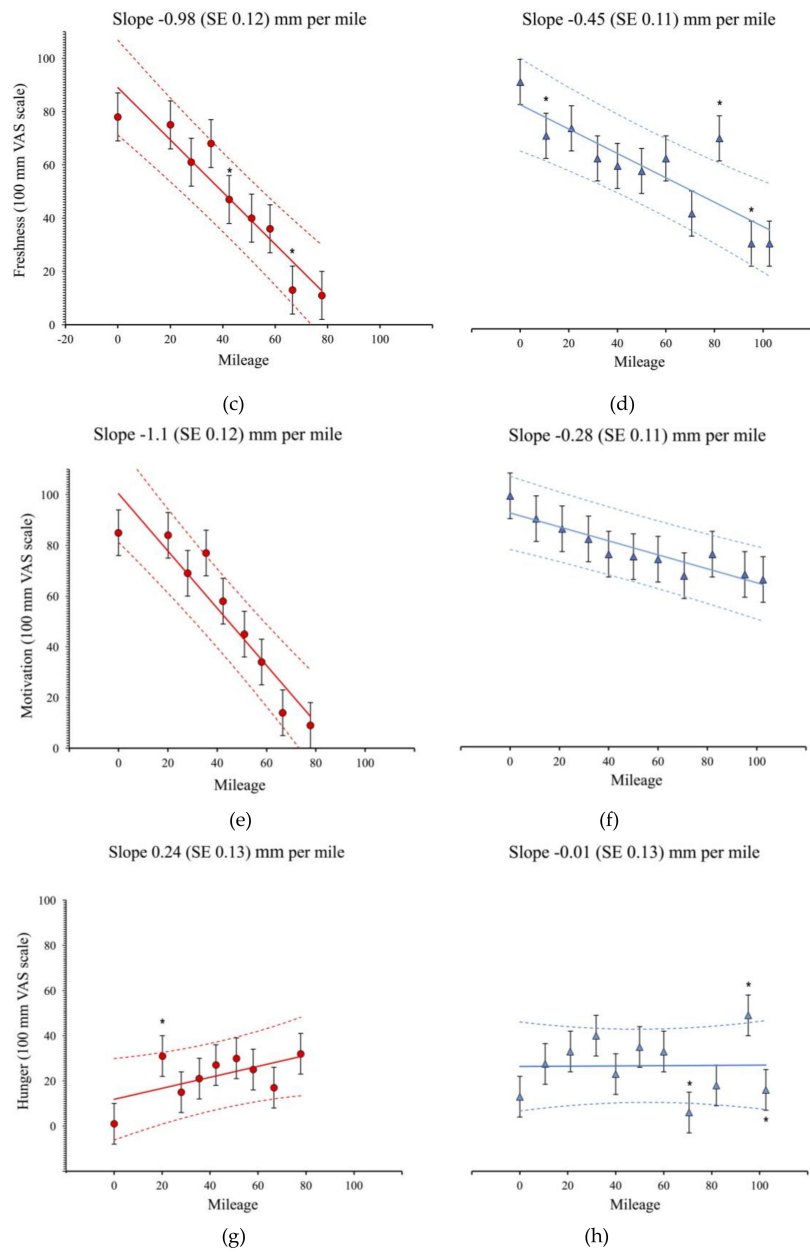 Slope -0.98 (SE 0.12) mm per mile
Slope -0.45 (SE 0.11) mm per mile
Freshness (100 mm VAS scale)
100
80
60
40
20
0
*
*
*
*
*
-20 0 20 40 60 80 100
0 21 40 60 80 100
Mileage
Mileage
(c)
(d)
Slope -1.1 (SE 0.12) mm per mile
Slope -0.28 (SE 0.11) mm per mile
Motivation (100 mm VAS scale)
100
80
60
40
20
0
0 20 40 60 80 100
0 21 40 60 80 100
Mileage
Mileage
(e)
(f)
Slope 0.24 (SE 0.13) mm per mile
Slope -0.01 (SE 0.13) mm per mile
Hunger (100 mm VAS scale)
100
80
60
40
20
0
*
*
*
*
0 20 40 60 80 100
0 21 40 60 80 100
Mileage
Mileage
(g)
(h)